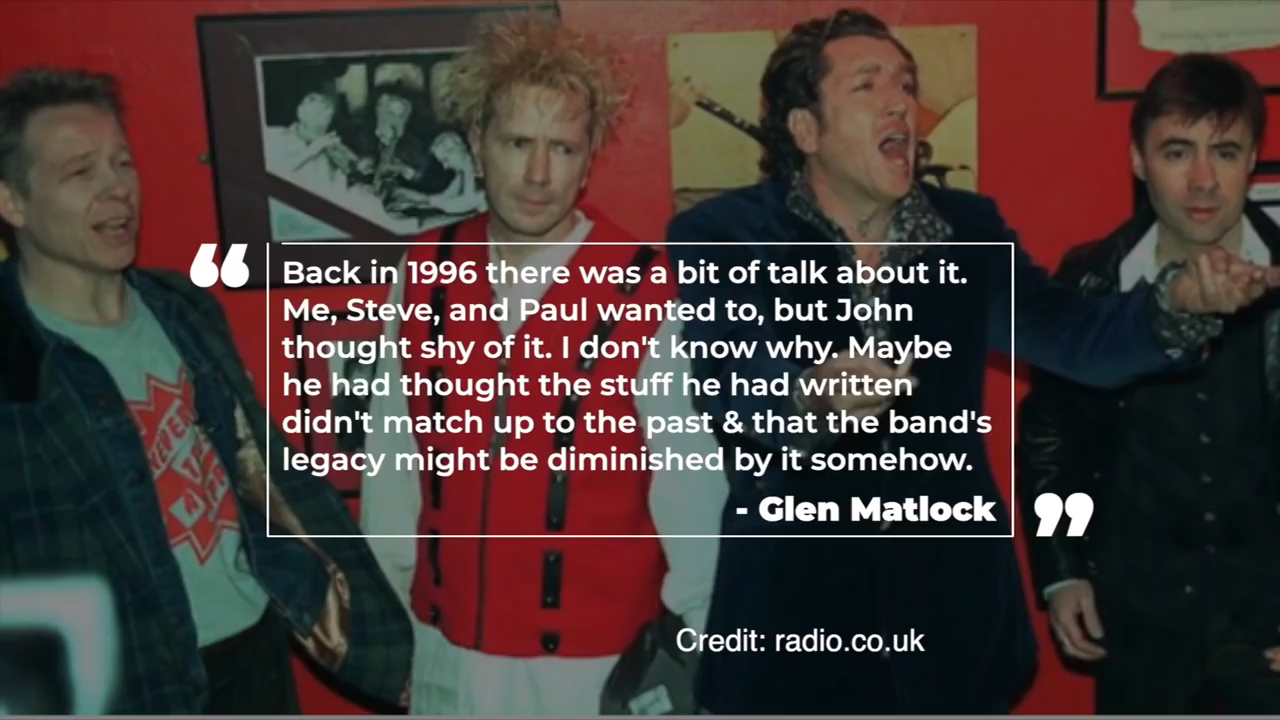 “
Back in 1996 there was a bit of talk about it.
Me, Steve, and Paul wanted to, but John
thought shy of it. I don't know why. Maybe
he had thought the stuff he had written
didn't match up to the past & that the band's
legacy might be diminished by it somehow.
- Glen Matlock
”
Credit: radio.co.uk